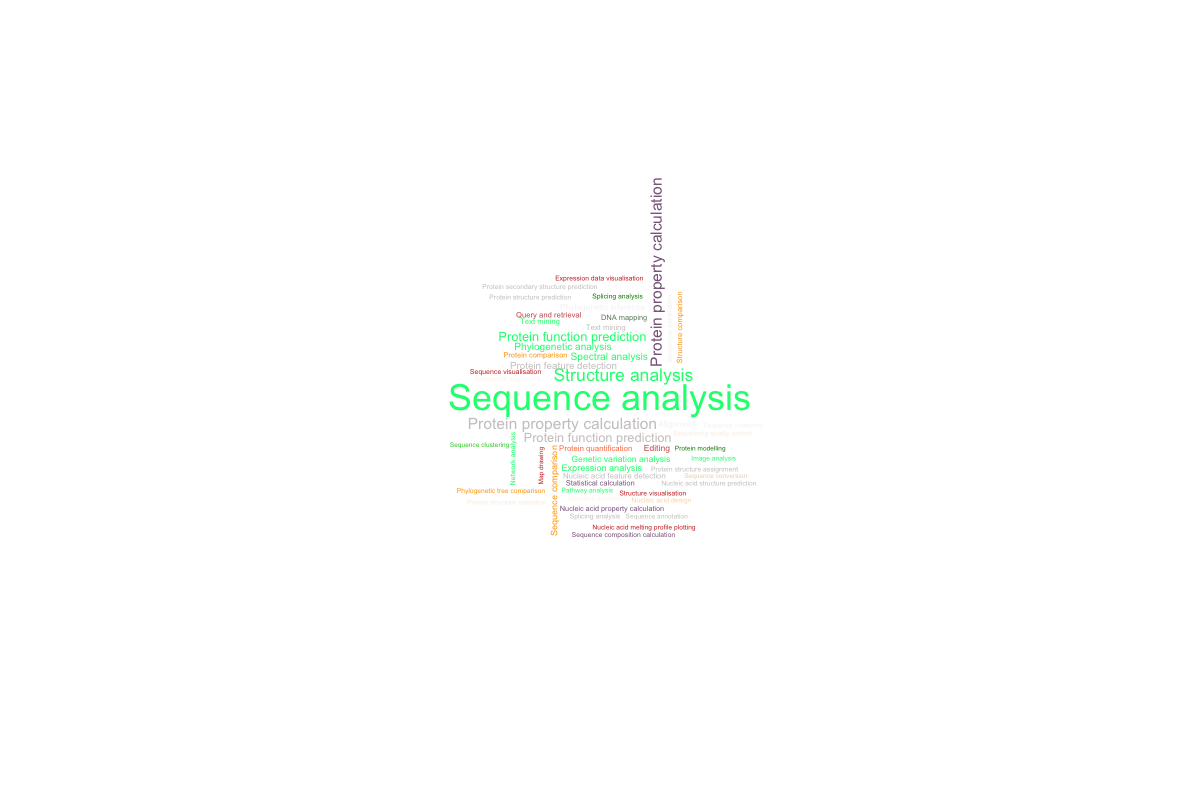 Protein property calculation
Expression data visualisation
Protein secondary structure prediction
Protein structure prediction
Splicing analysis
Structure comparison
Query and retrieval
DNA mapping
Text mining
Text mining
Protein function prediction
Phylogenetic analysis
Protein comparison
Spectral analysis
Protein feature detection
Sequence visualisation
Structure analysis
Sequence analysis
Protein property calculation
Protein function prediction
Sequence clustering
Network analysis
Map drawing
Sequence comparison
Protein quantification
Editing
Protein modelling
Genetic variation analysis
Image analysis
Expression analysis
Protein structure assignment
Nucleic acid feature detection
Sequence conversion
Statistical calculation
Nucleic acid structure prediction
Phylogenetic tree comparison
Pathway analysis
Structure visualisation
Nucleic acid design
Nucleic acid property calculation
Splicing analysis
Sequence annotation
Nucleic acid melting profile plotting
Sequence composition calculation